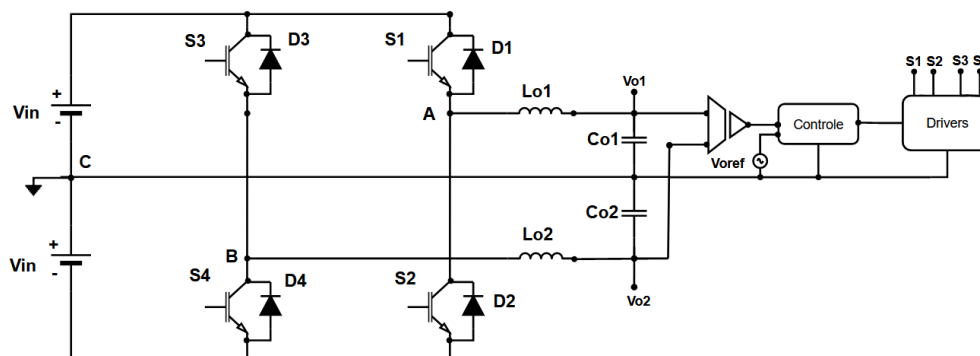 S3
D3
S1
D1
Vin
+
-
A
Lo1
Vo1
Co1
Voref
Controle
S1 S2 S3
Drivers
C
Co2
Vin
+
-
B
Lo2
S4
D4
S2
D2
Vo2